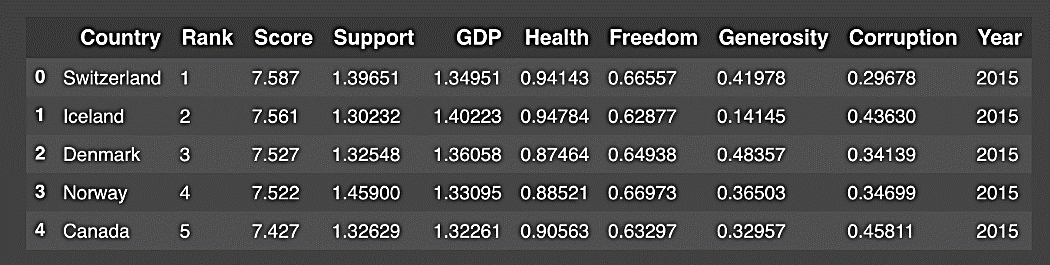 Country Rank Score Support GDP Health Freedom Generosity Corruption Year
0 Switzerland 1 7.587 1.39651 1.34951 0.94143 0.66557 0.41978 0.29678 2015
1 Iceland 2 7.561 1.30232 1.40223 0.94784 0.62877 0.14145 0.43630 2015
2 Denmark 3 7.527 1.32548 1.36058 0.87464 0.64938 0.48357 0.34139 2015
3 Norway 4 7.522 1.45900 1.33095 0.88521 0.66973 0.36503 0.34699 2015
4 Canada 5 7.427 1.32629 1.32261 0.90563 0.63297 0.32957 0.45811 2015